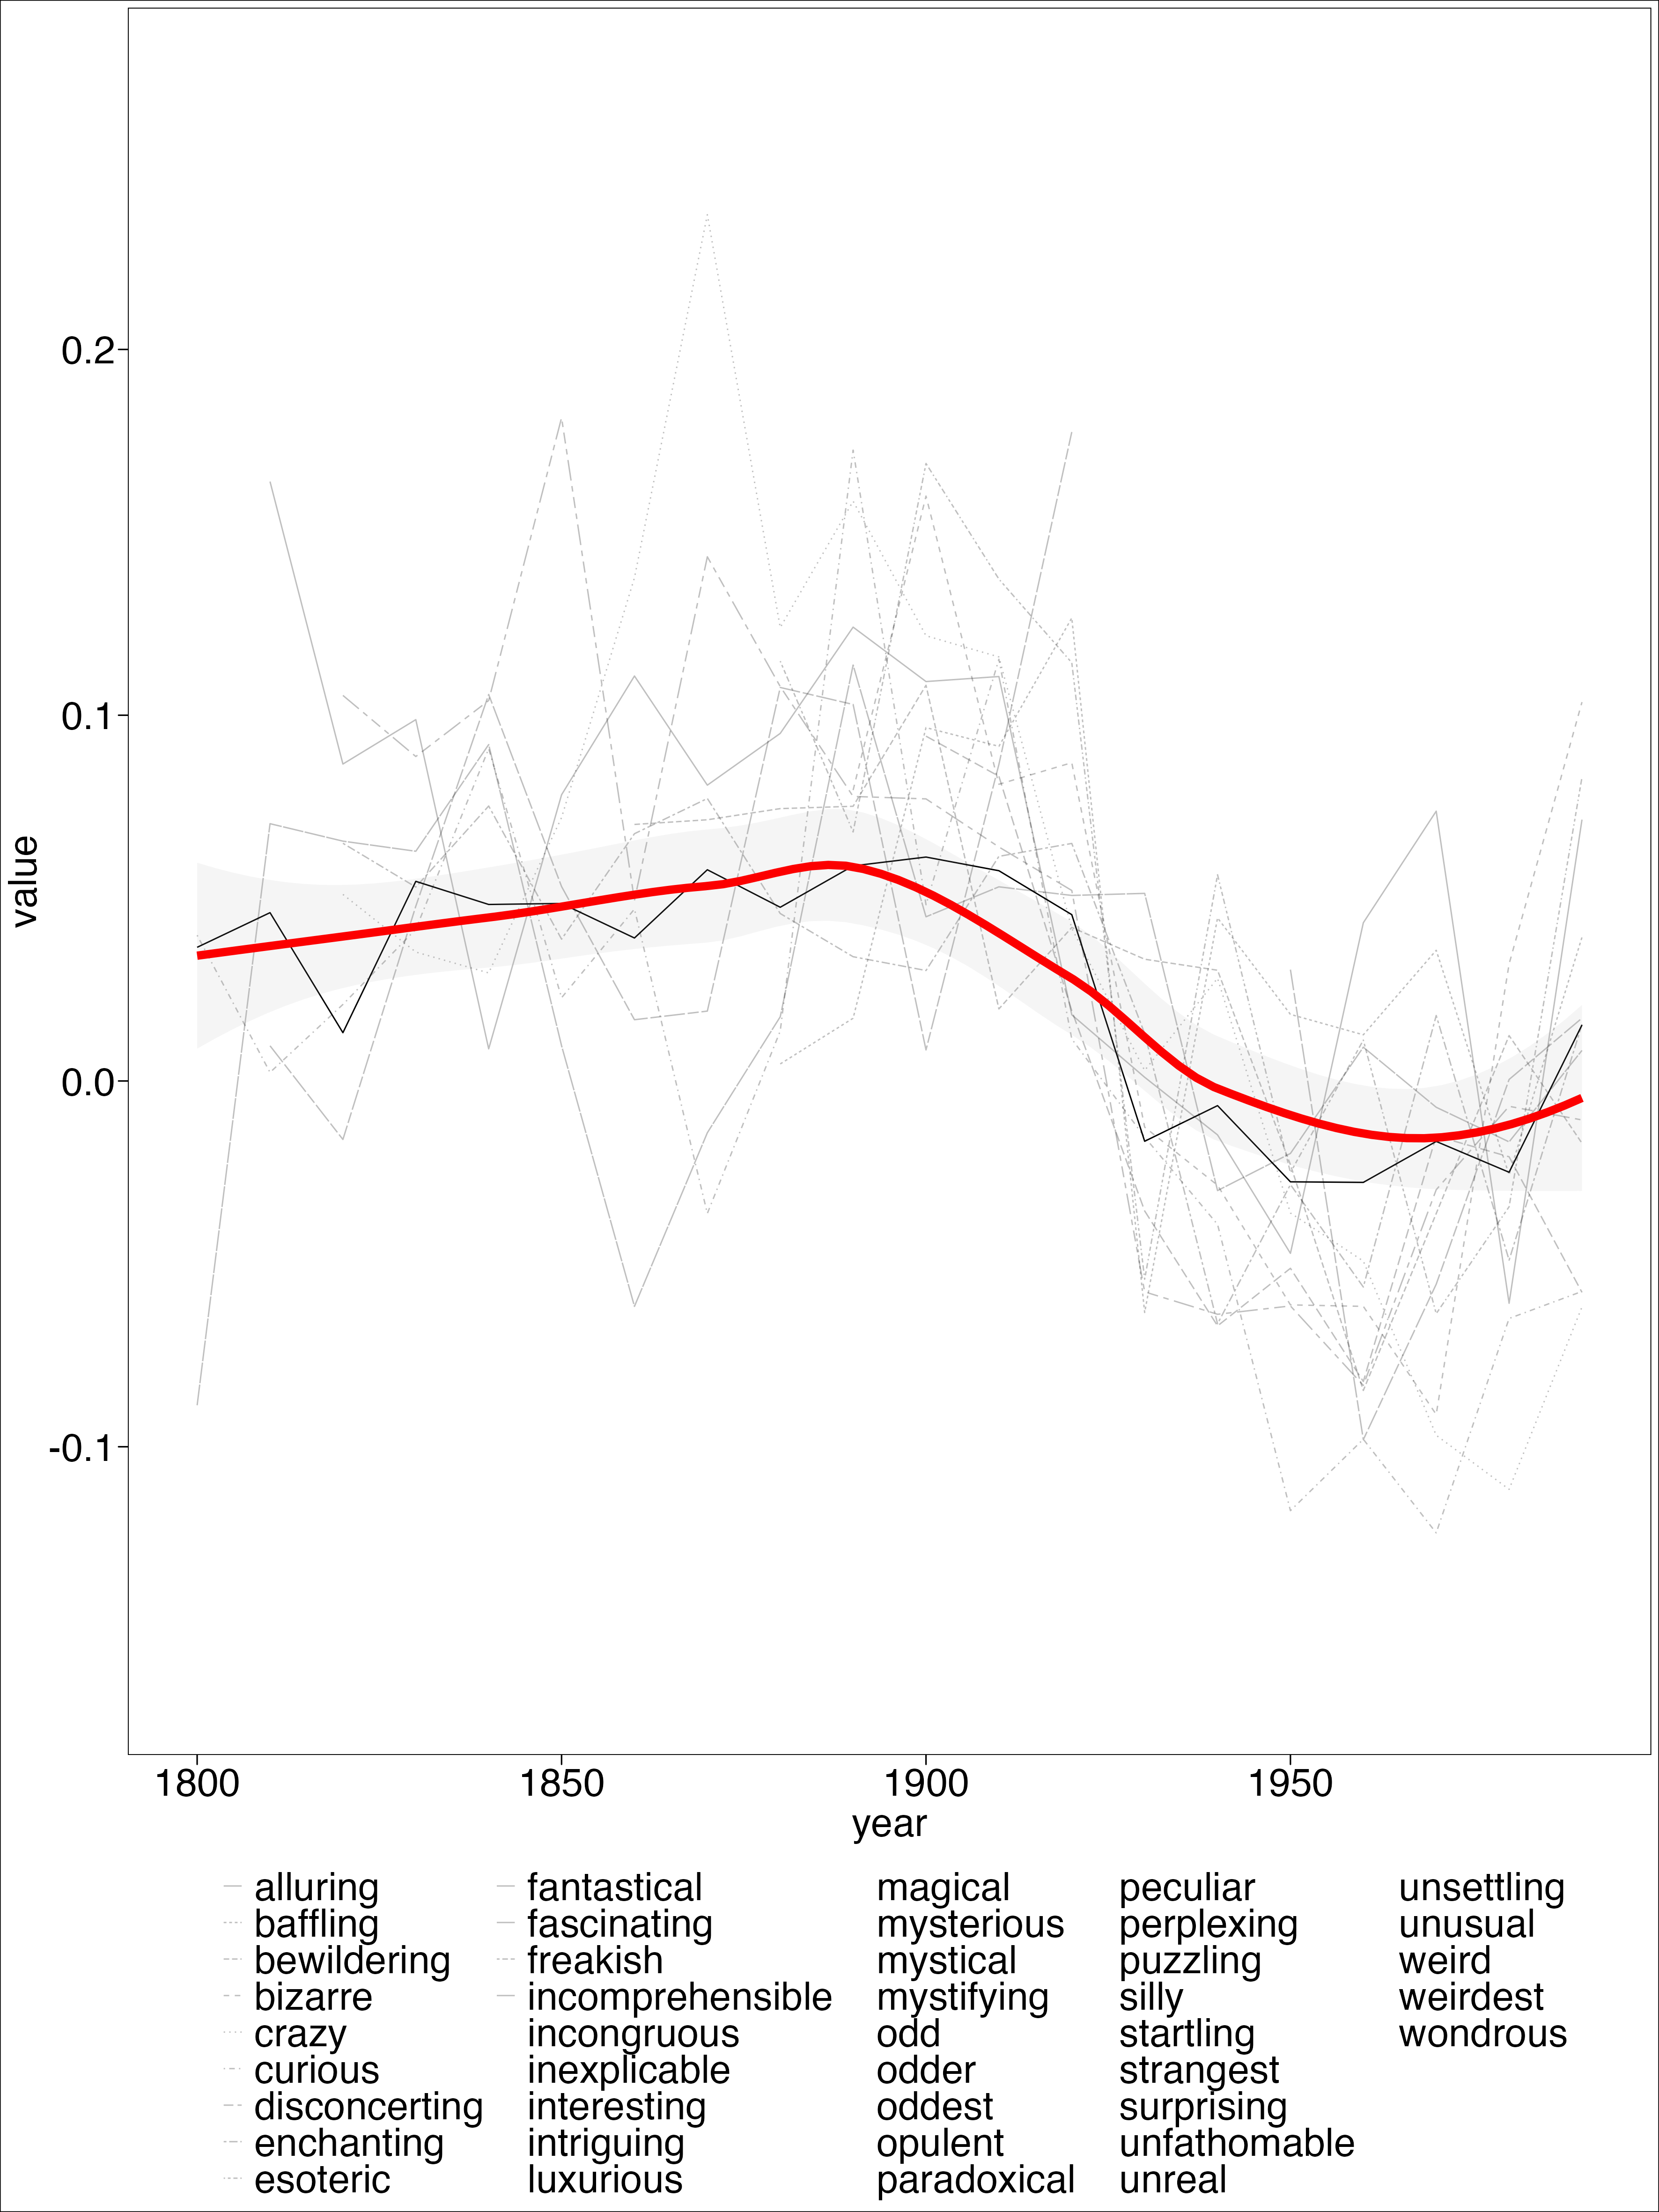 0.2
0.1
0.0
-0.1
value
1800 1850 1900 1950
year
alluring fantastical magical peculiar unsettling
baffling fascinating mysterious perplexing unusual
bewildering freakish mystical puzzling weird
bizarre incomprehensible mystifying silly weirdest
crazy incongruous odd startling wondrous
curious inexplicable odder strangest
disconcerting interesting oddest surprising
enchanting intriguing opulent unfathomable
esoteric luxurious paradoxical unreal